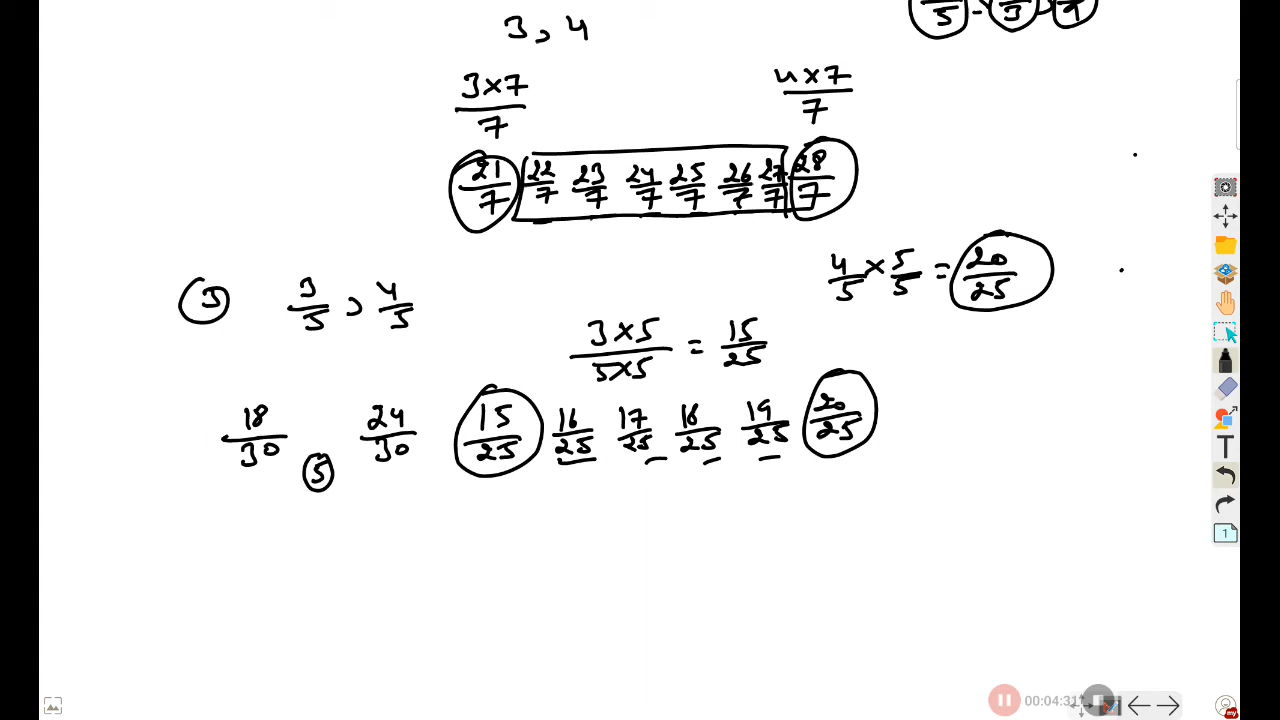 3, 4
3×7/7 4×7/7
21/7 22/7 23/7 24/7 25/7 26/7 27/7 28/7
4/5 × 5/5 = 20/25
③ 3/5, 4/5
3×5/5×5 = 15/25
18/30 ⑤ 24/30 15/25 16/25 17/25 18/25 19/25 20/25
00:04:31